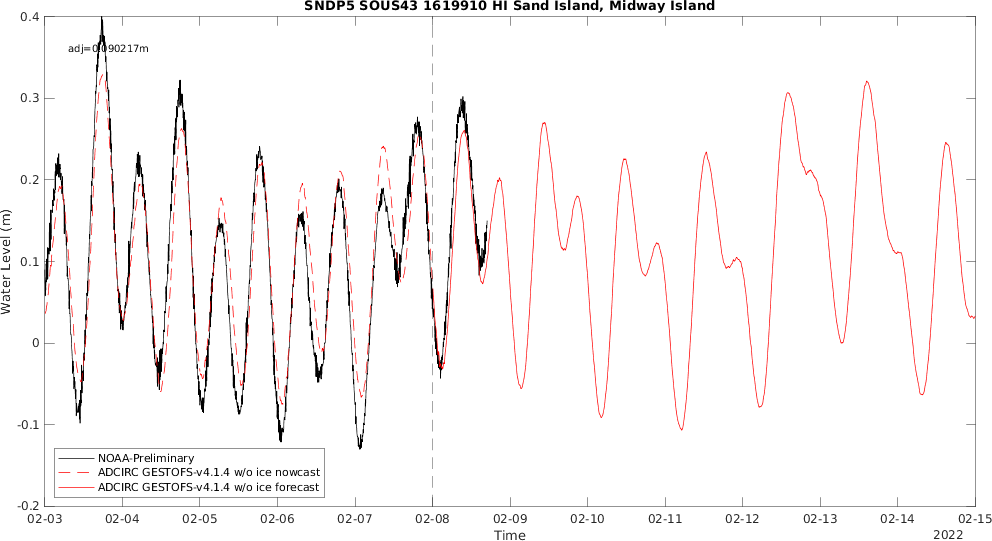 SNDP5 SOUS43 1619910 HI Sand Island, Midway Island
adj=0.090217m
Water Level (m)
0.4
0.3
0.2
0.1
0
-0.1
-0.2
NOAA-Preliminary
ADCIRC GESTOFS-v4.1.4 w/o ice nowcast
ADCIRC GESTOFS-v4.1.4 w/o ice forecast
02-03 02-04 02-05 02-06 02-07 02-08 02-09 02-10 02-11 02-12 02-13 02-14 02-15
Time
2022